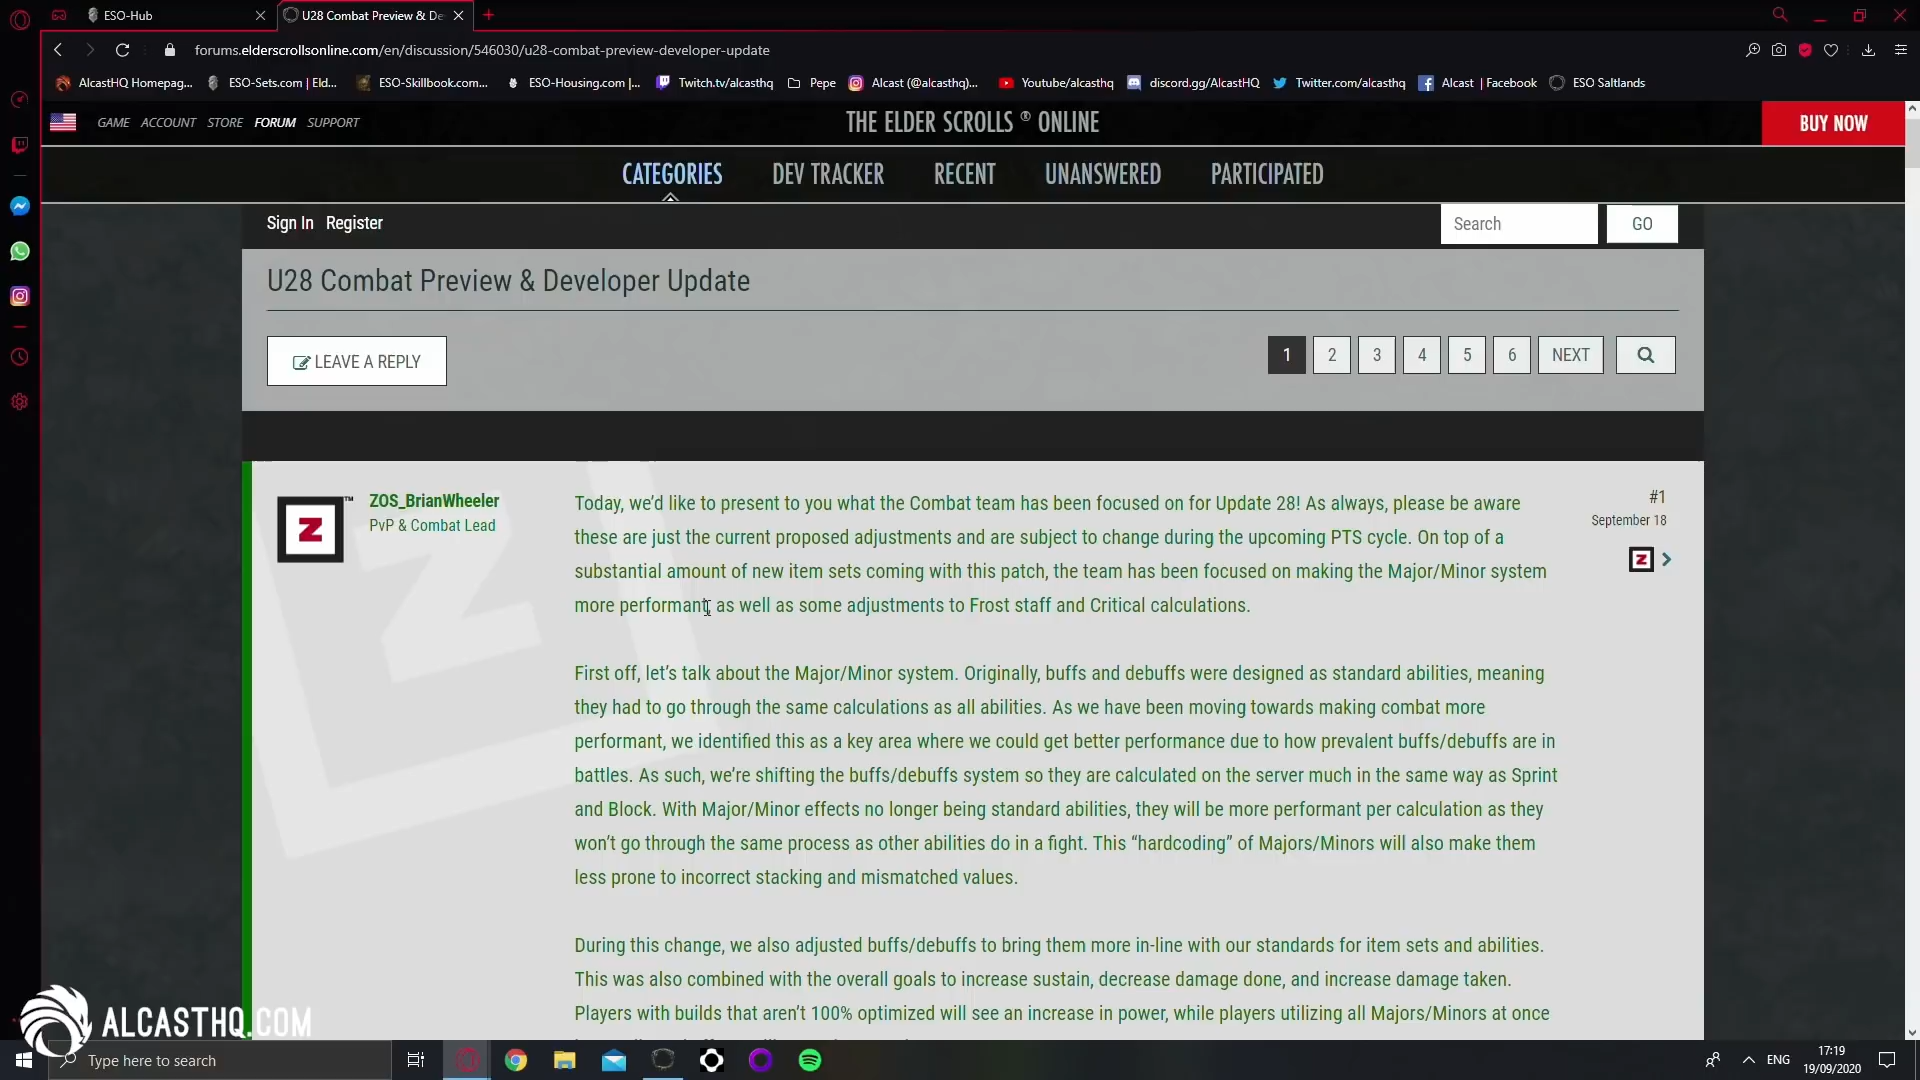 ESO-Hub
U28 Combat Preview & De
forums.elderscrollsonline.com/en/discussion/546030/u28-combat-preview-developer-update
AlcastHQ Homepag... ESO-Sets.com | Eld... ESO-Skillbook.com... ESO-Housing.com |... Twitch.tv/alcasthq Pepe Alcast (@alcasthq)... Youtube/alcasthq discord.gg/AlcastHQ Twitter.com/alcasthq Alcast | Facebook ESO Saltlands
GAME ACCOUNT STORE FORUM SUPPORT
THE ELDER SCROLLS ® ONLINE
BUY NOW
CATEGORIES DEV TRACKER RECENT UNANSWERED PARTICIPATED
Sign In Register
Search GO
U28 Combat Preview & Developer Update
LEAVE A REPLY
1 2 3 4 5 6 NEXT
Z™
ZOS_BrianWheeler
PvP & Combat Lead
#1
September 18
Z
Today, we’d like to present to you what the Combat team has been focused on for Update 28! As always, please be aware
these are just the current proposed adjustments and are subject to change during the upcoming PTS cycle. On top of a
substantial amount of new item sets coming with this patch, the team has been focused on making the Major/Minor system
more performant, as well as some adjustments to Frost staff and Critical calculations.
First off, let’s talk about the Major/Minor system. Originally, buffs and debuffs were designed as standard abilities, meaning
they had to go through the same calculations as all abilities. As we have been moving towards making combat more
performant, we identified this as a key area where we could get better performance due to how prevalent buffs/debuffs are in
battles. As such, we’re shifting the buffs/debuffs system so they are calculated on the server much in the same way as Sprint
and Block. With Major/Minor effects no longer being standard abilities, they will be more performant per calculation as they
won’t go through the same process as other abilities do in a fight. This “hardcoding” of Majors/Minors will also make them
less prone to incorrect stacking and mismatched values.
During this change, we also adjusted buffs/debuffs to bring them more in-line with our standards for item sets and abilities.
This was also combined with the overall goals to increase sustain, decrease damage done, and increase damage taken.
Players with builds that aren’t 100% optimized will see an increase in power, while players utilizing all Majors/Minors at once
ALCASTHQ.COM
Type here to search
ENG
17:19
19/09/2020